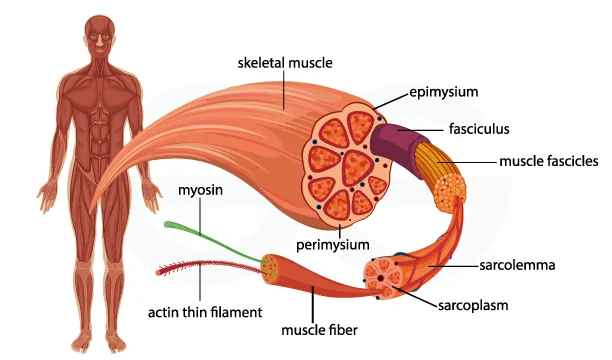 skeletal muscle
epimysium
fasciculus
muscle fascicles
myosin
perimysium
sarcolemma
sarcoplasm
actin thin filament
muscle fiber